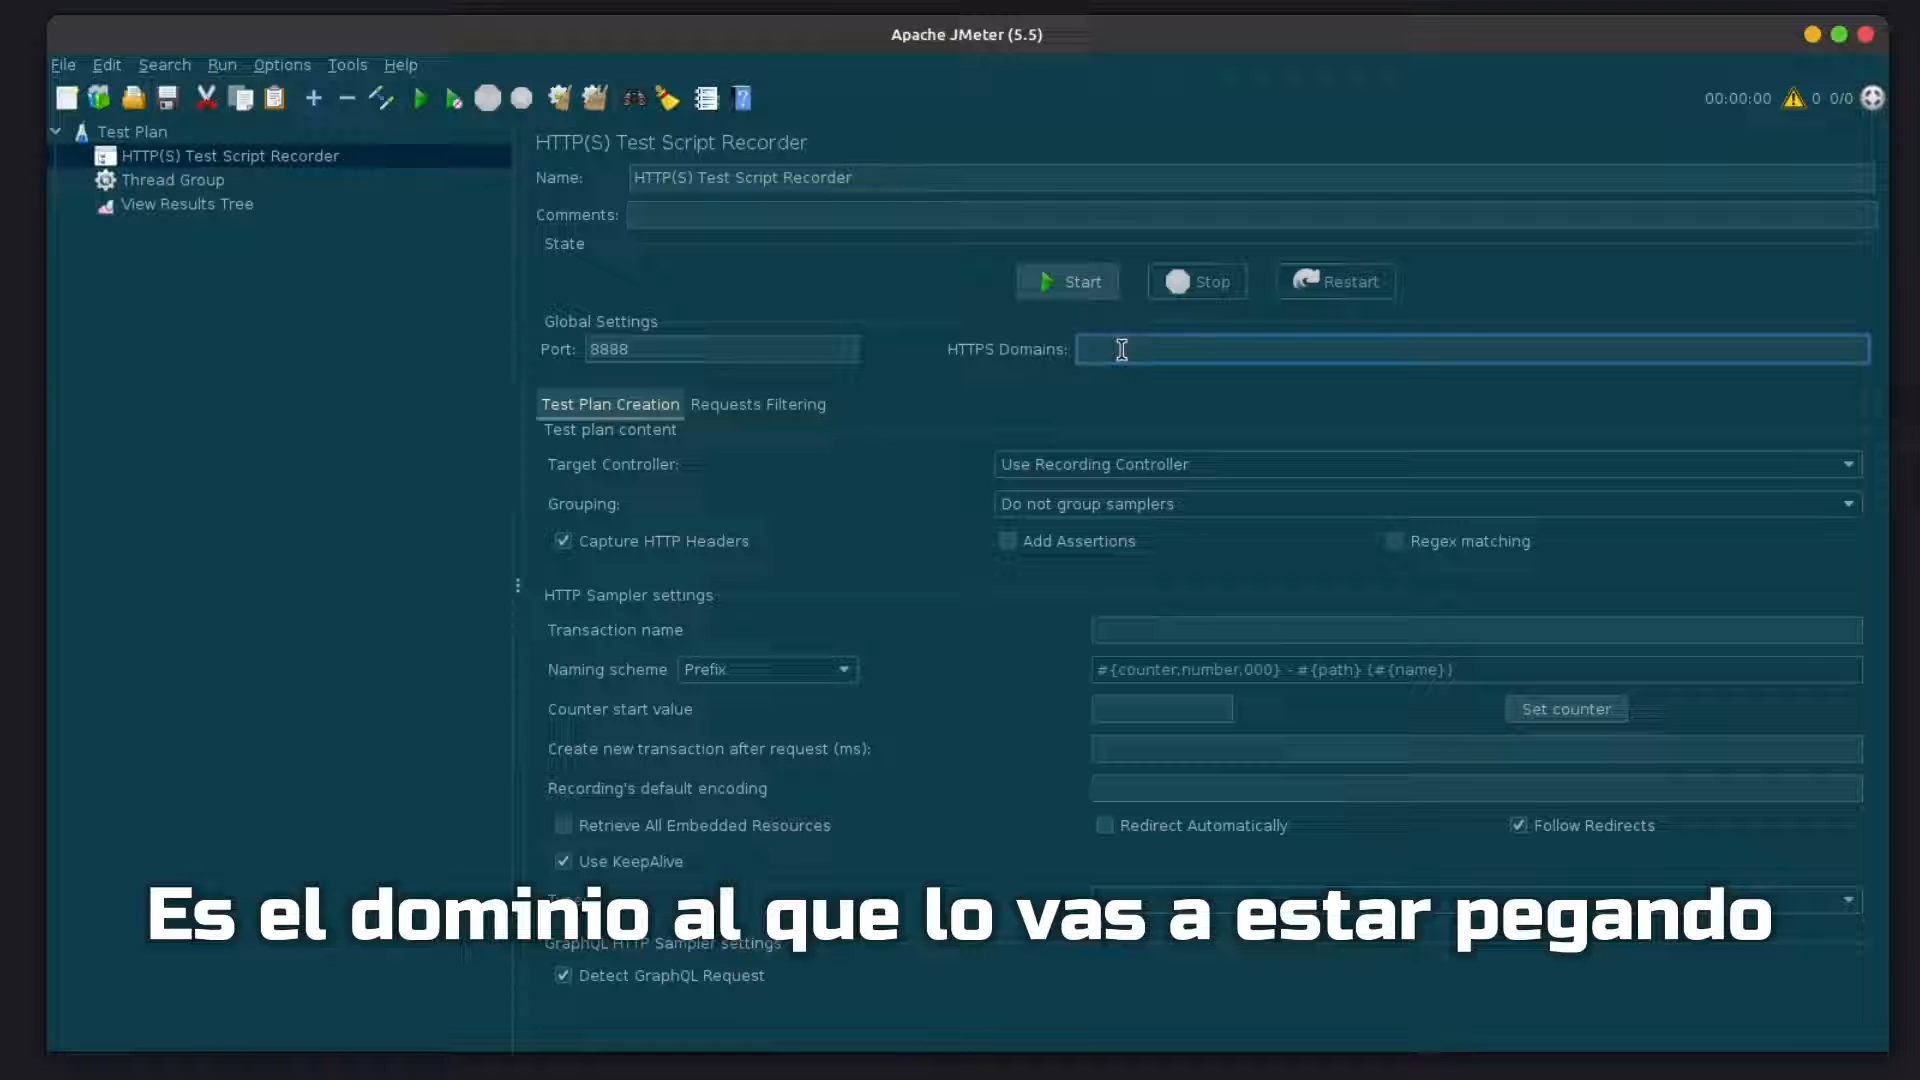 Apache JMeter (5.5)
File Edit Search Run Options Tools Help
00:00:00 0 0/0
Test Plan
HTTP(S) Test Script Recorder
Thread Group
View Results Tree
HTTP(S) Test Script Recorder
Name: HTTP(S) Test Script Recorder
Comments:
State
Start Stop Restart
Global Settings
Port: 8888 HTTPS Domains:
Test Plan Creation Requests Filtering
Test plan content
Target Controller: Use Recording Controller
Grouping: Do not group samplers
Capture HTTP Headers Add Assertions Regex matching
HTTP Sampler settings
Transaction name
Naming scheme Prefix #{counter,number,000} - #{path} (#{name})
Counter start value Set counter
Create new transaction after request (ms):
Recording's default encoding
Retrieve All Embedded Resources Redirect Automatically Follow Redirects
Use KeepAlive
Es el dominio al que lo vas a estar pegando
GraphQL HTTP Sampler settings
Detect GraphQL Request